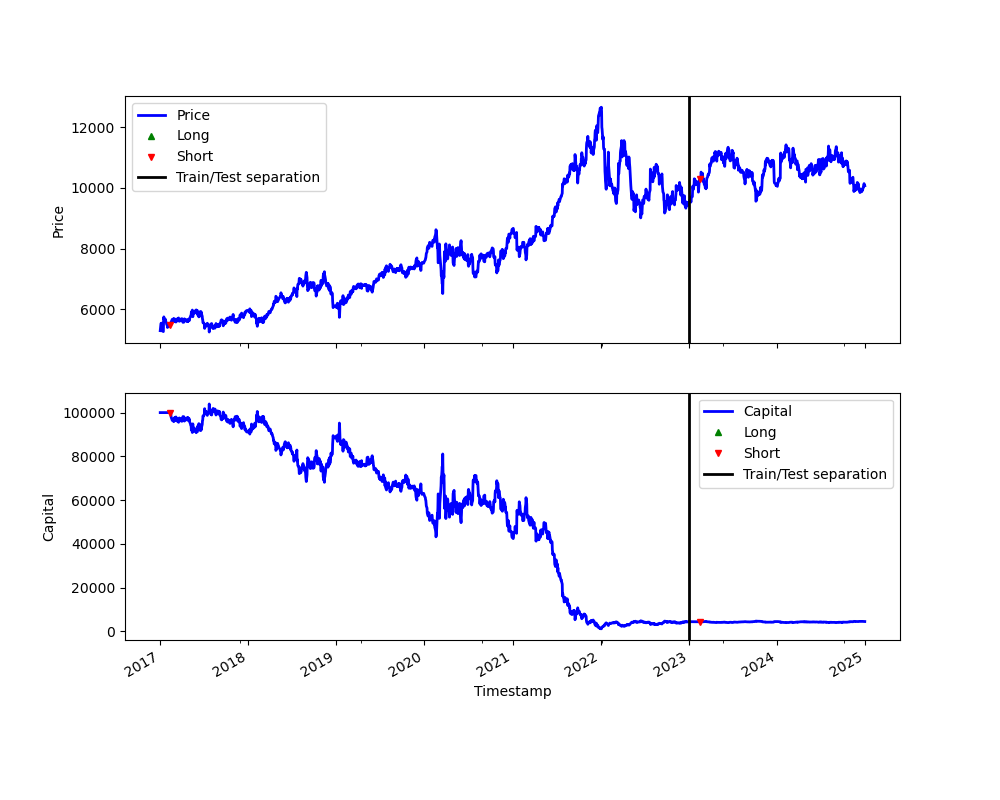 Price
Long
Short
Train/Test separation
12000
10000
8000
6000
Price
Capital
Long
Short
Train/Test separation
100000
80000
60000
40000
20000
0
Capital
2017
2018
2019
2020
2021
2022
2023
2024
2025
Timestamp